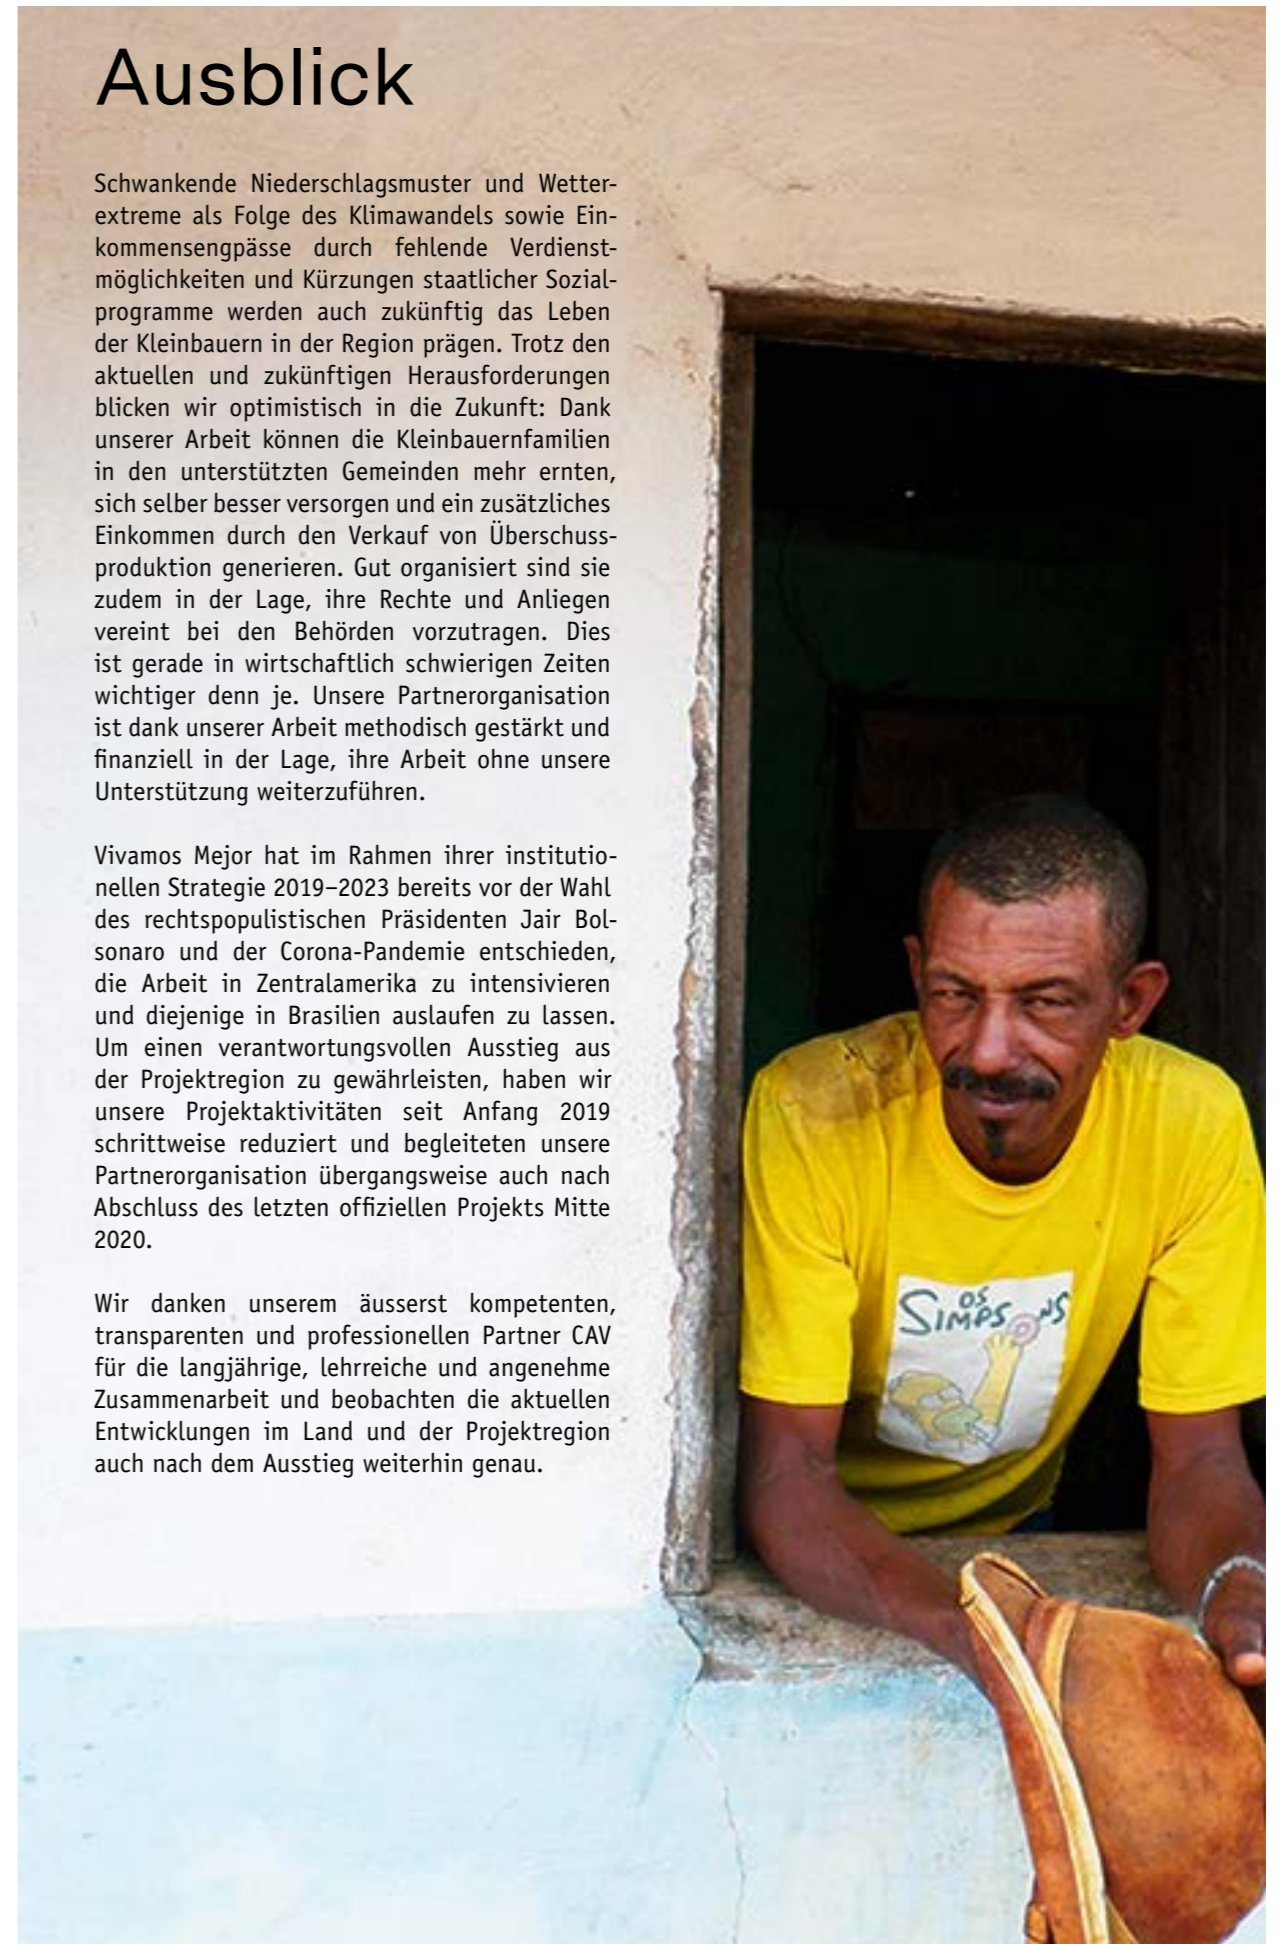 Ausblick
Schwankende Niederschlagsmuster und Wetter-
extreme als Folge des Klimawandels sowie Ein-
kommensengpässe durch fehlende Verdienst-
möglichkeiten und Kürzungen staatlicher Sozial-
programme werden auch zukünftig das Leben
der Kleinbauern in der Region prägen. Trotz den
aktuellen und zukünftigen Herausforderungen
blicken wir optimistisch in die Zukunft: Dank
unserer Arbeit können die Kleinbauernfamilien
in den unterstützten Gemeinden mehr ernten,
sich selber besser versorgen und ein zusätzliches
Einkommen durch den Verkauf von Überschuss-
produktion generieren. Gut organisiert sind sie
zudem in der Lage, ihre Rechte und Anliegen
vereint bei den Behörden vorzutragen. Dies
ist gerade in wirtschaftlich schwierigen Zeiten
wichtiger denn je. Unsere Partnerorganisation
ist dank unserer Arbeit methodisch gestärkt und
finanziell in der Lage, ihre Arbeit ohne unsere
Unterstützung weiterzuführen.
Vivamos Mejor hat im Rahmen ihrer institutio-
nellen Strategie 2019–2023 bereits vor der Wahl
des rechtspopulistischen Präsidenten Jair Bol-
sonaro und der Corona-Pandemie entschieden,
die Arbeit in Zentralamerika zu intensivieren
und diejenige in Brasilien auslaufen zu lassen.
Um einen verantwortungsvollen Ausstieg aus
der Projektregion zu gewährleisten, haben wir
unsere Projektaktivitäten seit Anfang 2019
schrittweise reduziert und begleiteten unsere
Partnerorganisation übergangsweise auch nach
Abschluss des letzten offiziellen Projekts Mitte
2020.
Wir danken unserem äusserst kompetenten,
transparenten und professionellen Partner CAV
für die langjährige, lehrreiche und angenehme
Zusammenarbeit und beobachten die aktuellen
Entwicklungen im Land und der Projektregion
auch nach dem Ausstieg weiterhin genau.
OS
SIMPSONS